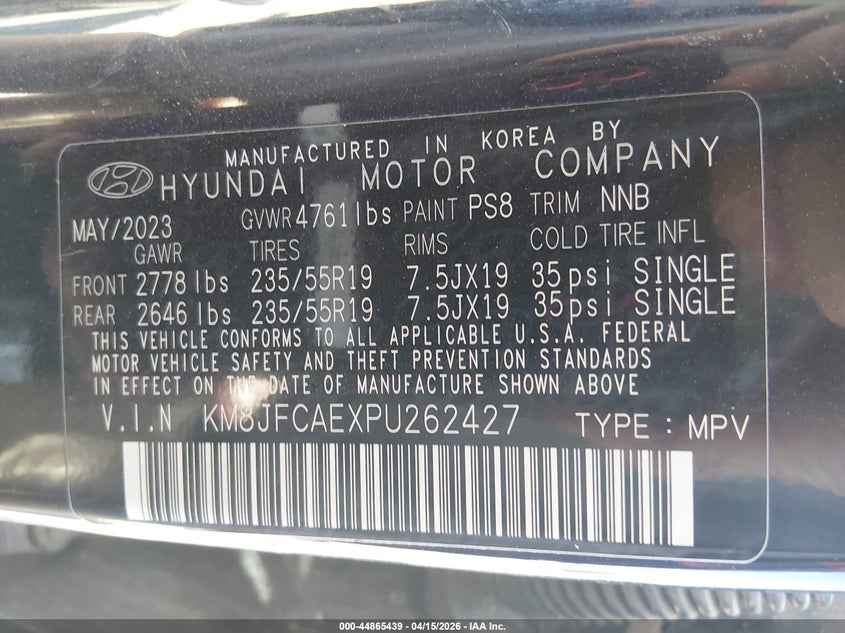 MANUFACTURED IN KOREA BY
HYUNDAI MOTOR COMPANY
MAY/2023 GVWR 4761 lbs PAINT PS8 TRIM NNB
GAWR TIRES RIMS COLD TIRE INFL
FRONT 2778 lbs 235/55R19 7.5JX19 35 psi SINGLE
REAR 2646 lbs 235/55R19 7.5JX19 35 psi SINGLE
THIS VEHICLE CONFORMS TO ALL APPLICABLE U.S.A. FEDERAL
MOTOR VEHICLE SAFETY AND THEFT PREVENTION STANDARDS
IN EFFECT ON THE DATE OF MANUFACTURE SHOWN ABOVE
V.I.N KM8JFCAEXPU262427 TYPE : MPV
000-44865439 - 04/15/2026 - IAA Inc.